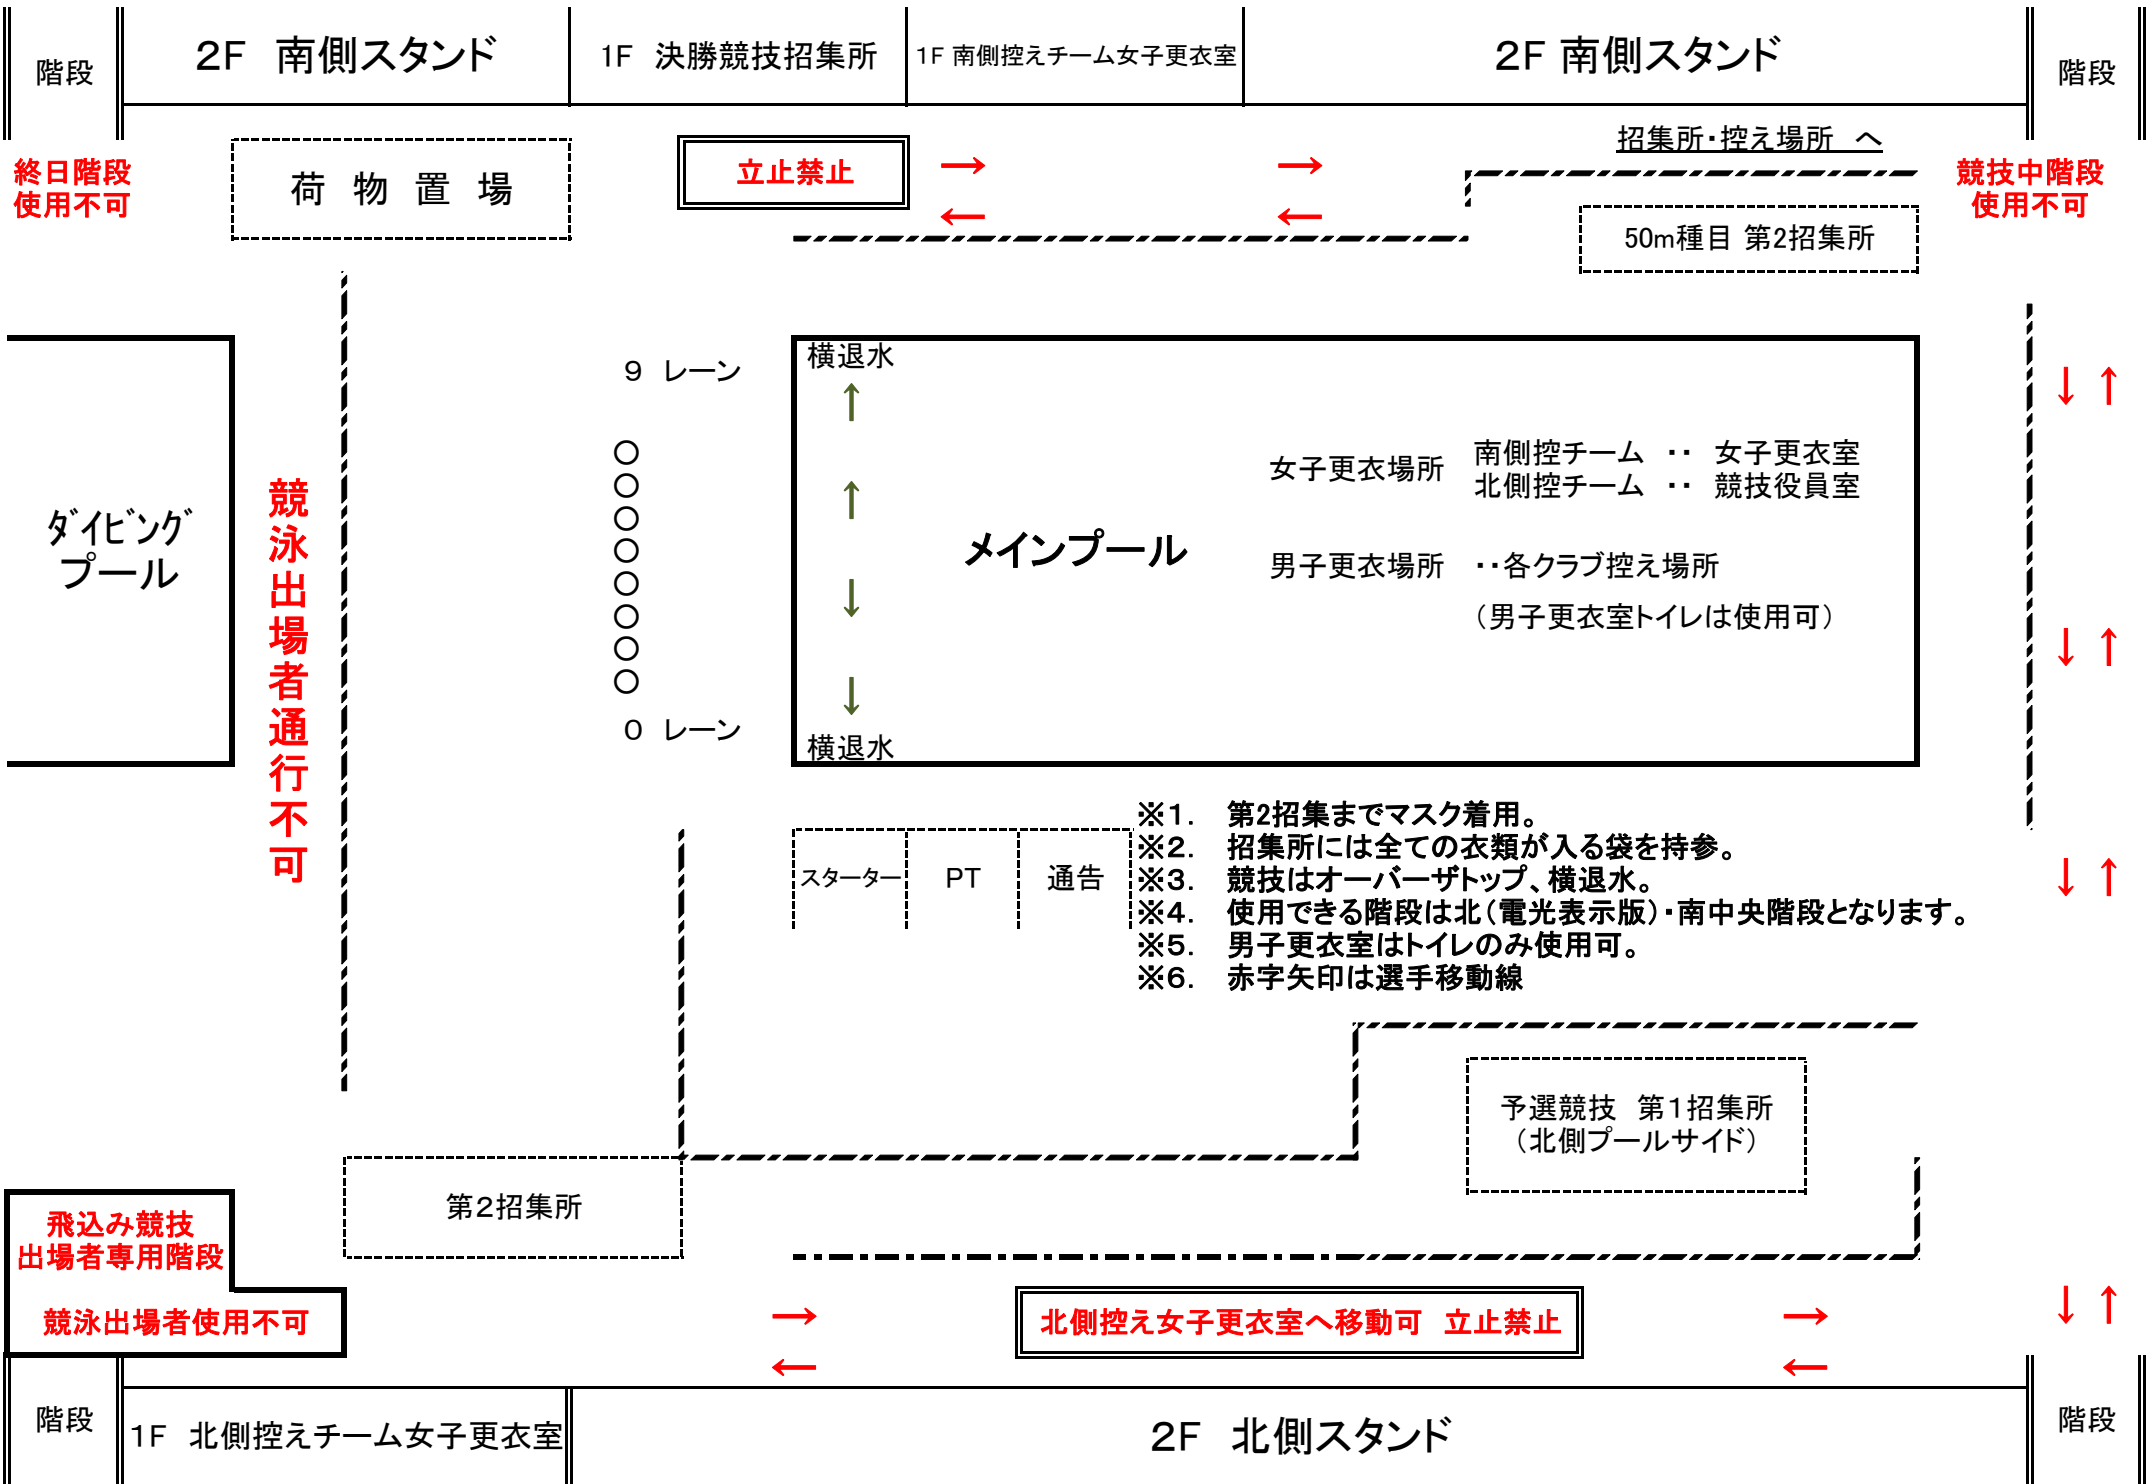 階段
2F 南側スタンド
1F 決勝競技招集所
1F 南側控えチーム女子更衣室
2F 南側スタンド
階段
終日階段
使用不可
荷 物 置 場
立止禁止
→
→
←
←
招集所・控え場所 へ
競技中階段
使用不可
50m種目 第2招集所
ダイビング
プール
競泳出場者通行不可
9 レーン
○
○
○
○
○
○
○
○
0 レーン
横退水
↑
↑
↓
↓
横退水
メインプール
女子更衣場所
南側控チーム ・・ 女子更衣室
北側控チーム ・・ 競技役員室
男子更衣場所 ・・各クラブ控え場所
（男子更衣室トイレは使用可）
↓ ↑
↓ ↑
↓ ↑
スターター
PT
通告
※1. 第2招集までマスク着用。
※2. 招集所には全ての衣類が入る袋を持参。
※3. 競技はオーバーザトップ、横退水。
※4. 使用できる階段は北（電光表示版）・南中央階段となります。
※5. 男子更衣室はトイレのみ使用可。
※6. 赤字矢印は選手移動線
予選競技 第1招集所
（北側プールサイド）
第2招集所
飛込み競技
出場者専用階段
競泳出場者使用不可
→
←
北側控え女子更衣室へ移動可 立止禁止
→
←
↓ ↑
階段
1F 北側控えチーム女子更衣室
2F 北側スタンド
階段